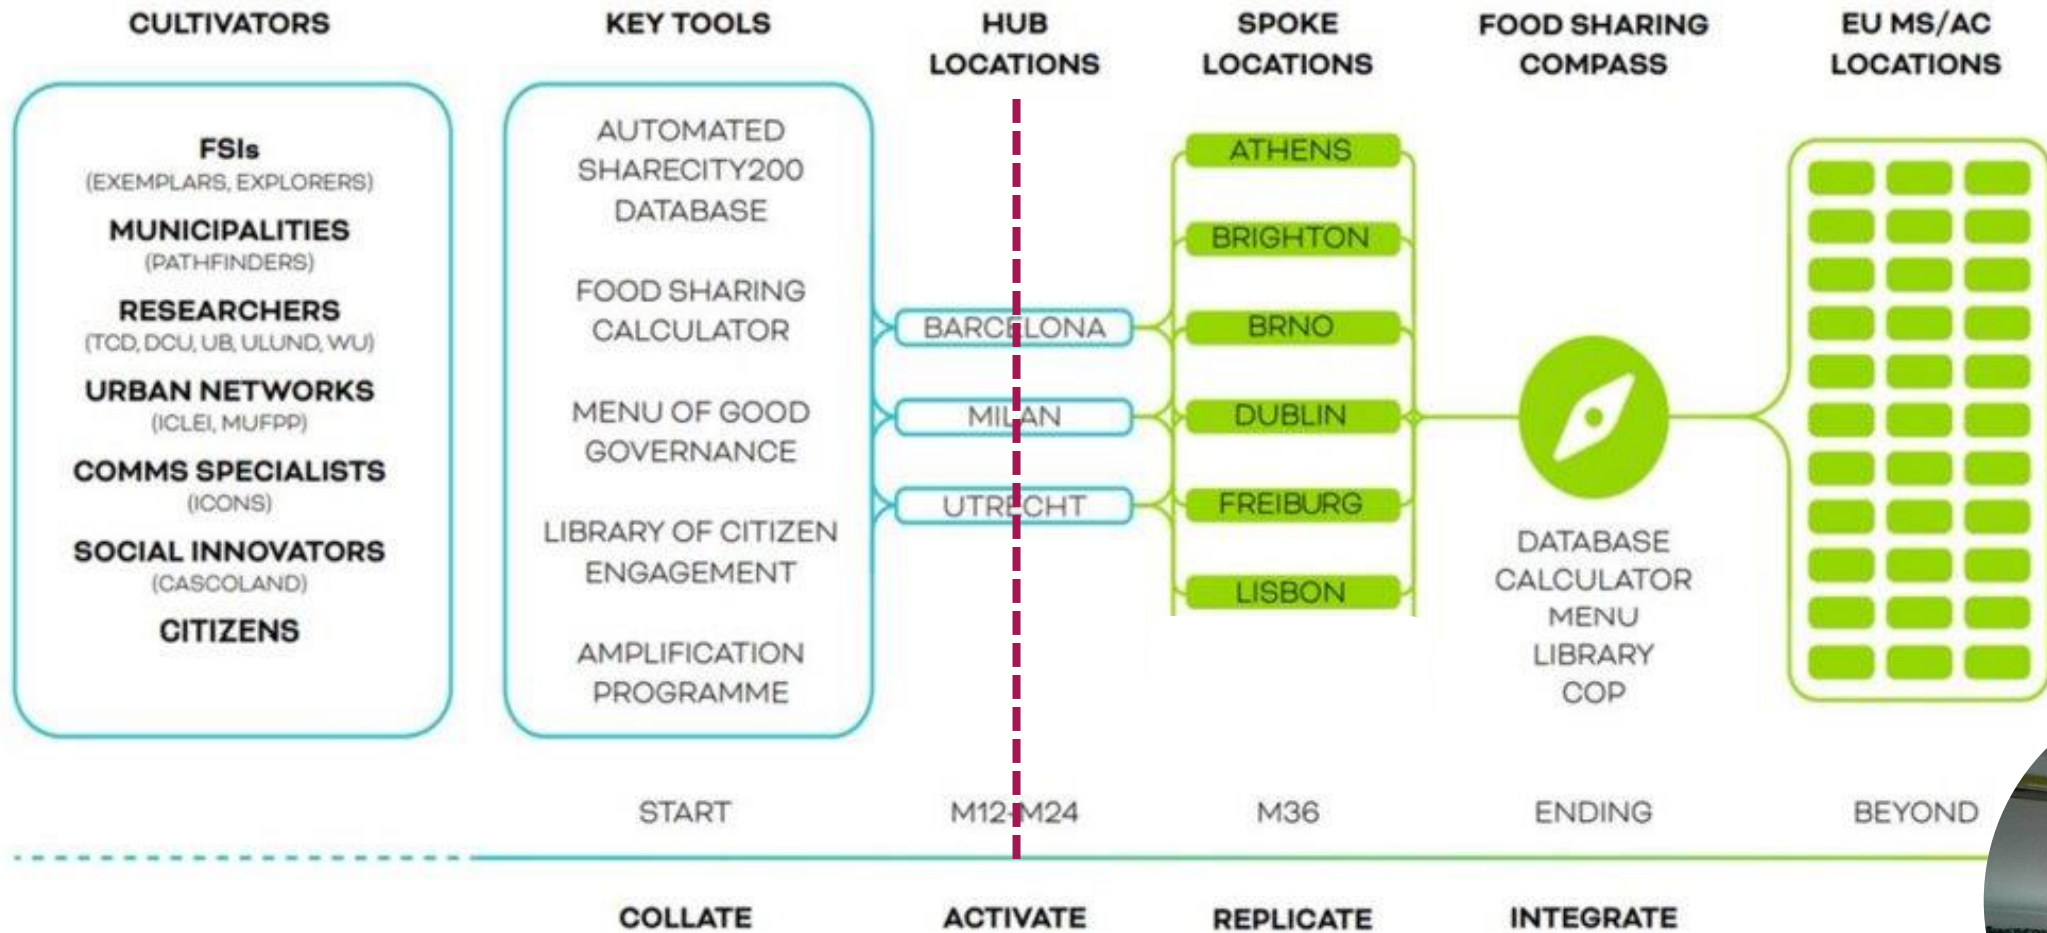 CULTIVATORS
FSIs
(EXEMPLARS, EXPLORERS)
MUNICIPALITIES
(PATHFINDERS)
RESEARCHERS
(TCD, DCU, UB, ULUND, WU)
URBAN NETWORKS
(ICLEI, MUFPP)
COMMS SPECIALISTS
(ICONS)
SOCIAL INNOVATORS
(CASCOLAND)
CITIZENS
KEY TOOLS
AUTOMATED
SHARECITY200
DATABASE
FOOD SHARING
CALCULATOR
MENU OF GOOD
GOVERNANCE
LIBRARY OF CITIZEN
ENGAGEMENT
AMPLIFICATION
PROGRAMME
HUB
LOCATIONS
BARCELONA
MILAN
UTRECHT
SPOKE
LOCATIONS
ATHENS
BRIGHTON
BRNO
DUBLIN
FREIBURG
LISBON
FOOD SHARING
COMPASS
DATABASE
CALCULATOR
MENU
LIBRARY
COP
EU MS/AC
LOCATIONS
START
M12-M24
M36
ENDING
BEYOND
COLLATE
ACTIVATE
REPLICATE
INTEGRATE